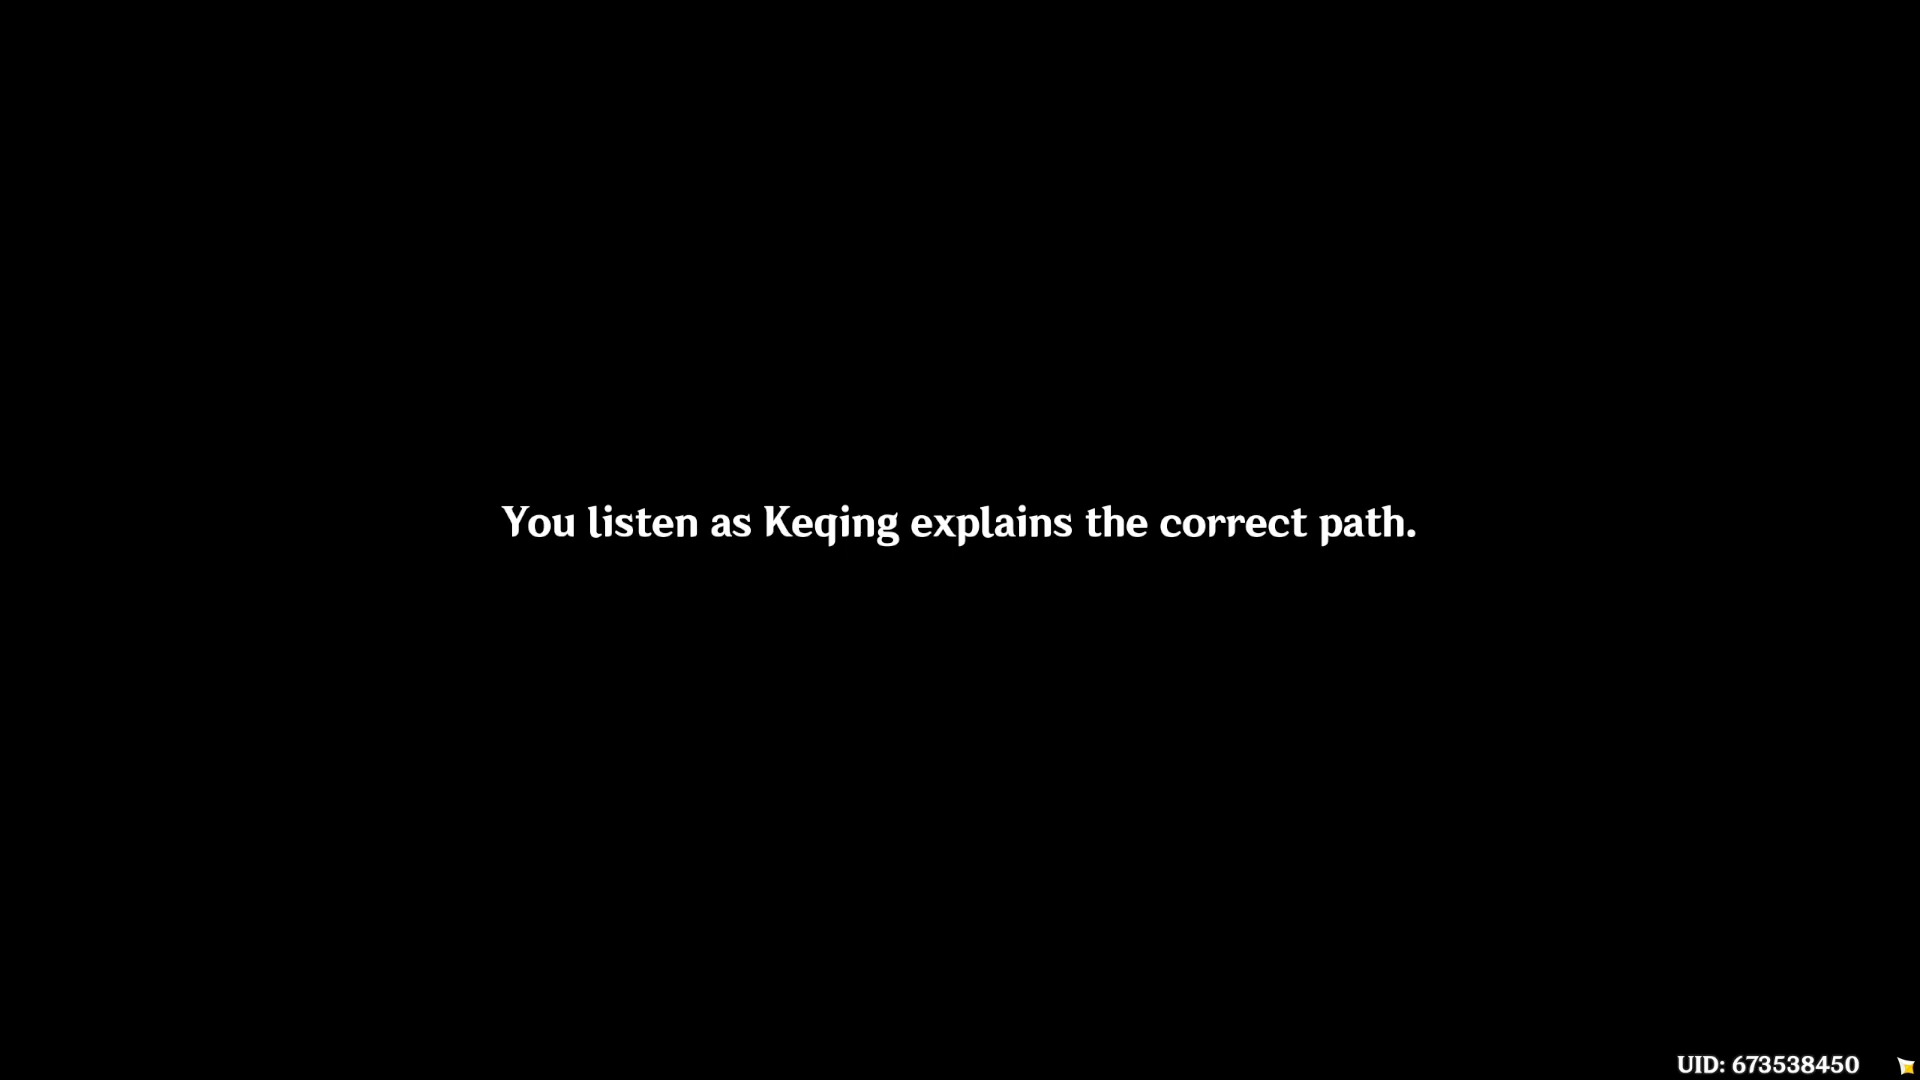 You listen as Keqing explains the correct path.
UID: 673538450